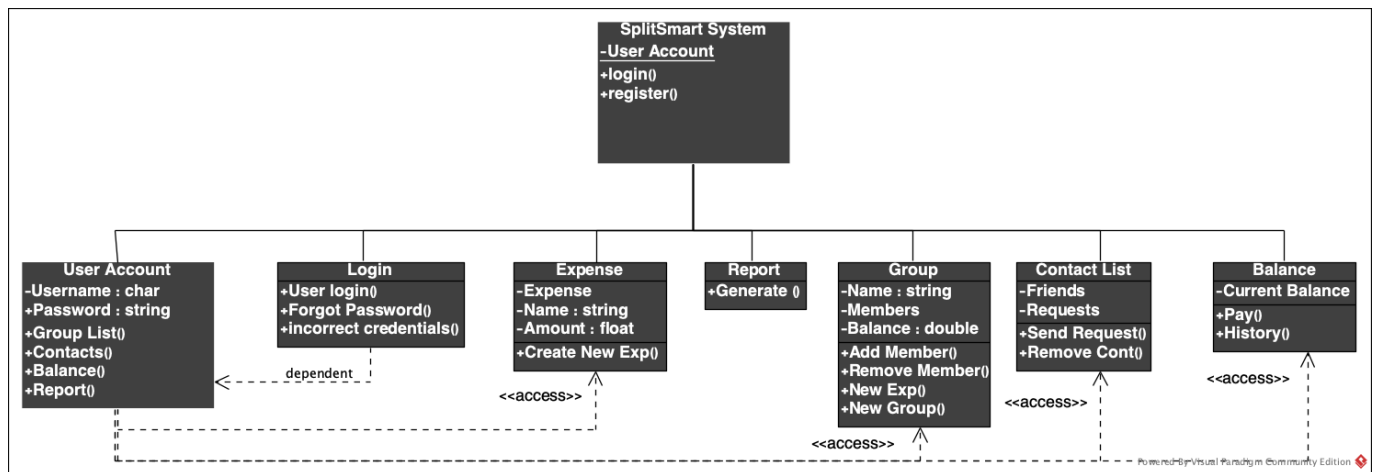 SplitSmart System
-User Account
+login()
+register()
User Account
-Username : char
+Password : string
+Group List()
+Contacts()
+Balance()
+Report()
Login
+User login()
+Forgot Password()
+incorrect credentials()
dependent
Expense
-Expense
-Name : string
-Amount : float
+Create New Exp()
<<access>>
Report
+Generate ()
Group
-Name : string
-Members
-Balance : double
+Add Member()
+Remove Member()
+New Exp()
+New Group()
<<access>>
Contact List
-Friends
-Requests
+Send Request()
+Remove Cont()
<<access>>
Balance
-Current Balance
+Pay()
+History()
<<access>>
Powered By Visual Paradigm Community Edition